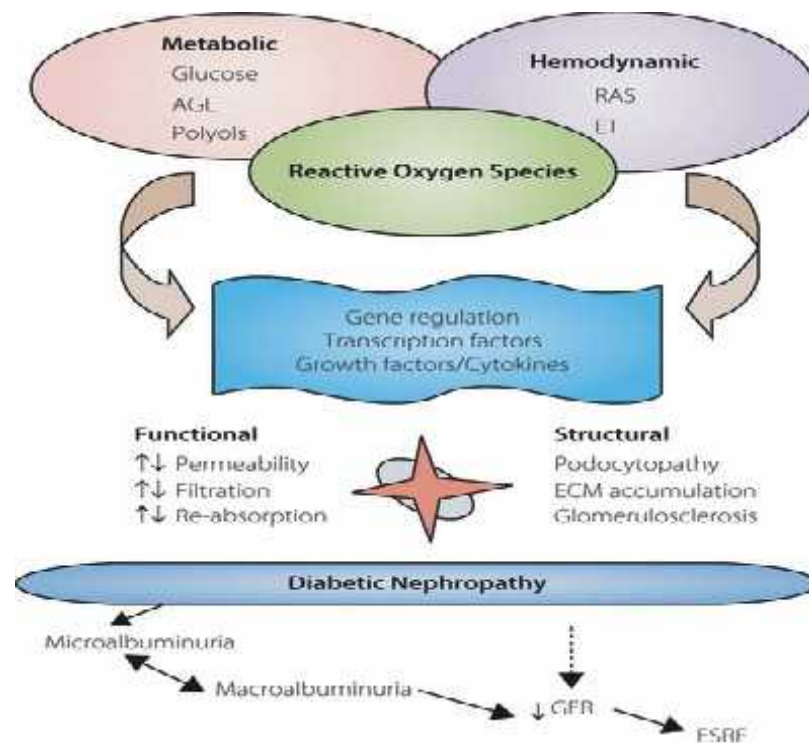 Metabolic
Glucose
AGE
Polyols
Hemodynamic
RAS
ET
Reactive Oxygen Species
Gene regulation
Transcription factors
Growth factors/Cytokines
Functional
↑↓ Permeability
↑↓ Filtration
↑↓ Re-absorption
Structural
Podocytopathy
ECM accumulation
Glomerulosclerosis
Diabetic Nephropathy
Microalbuminuria
Macroalbuminuria
↓ GFR
ESRF